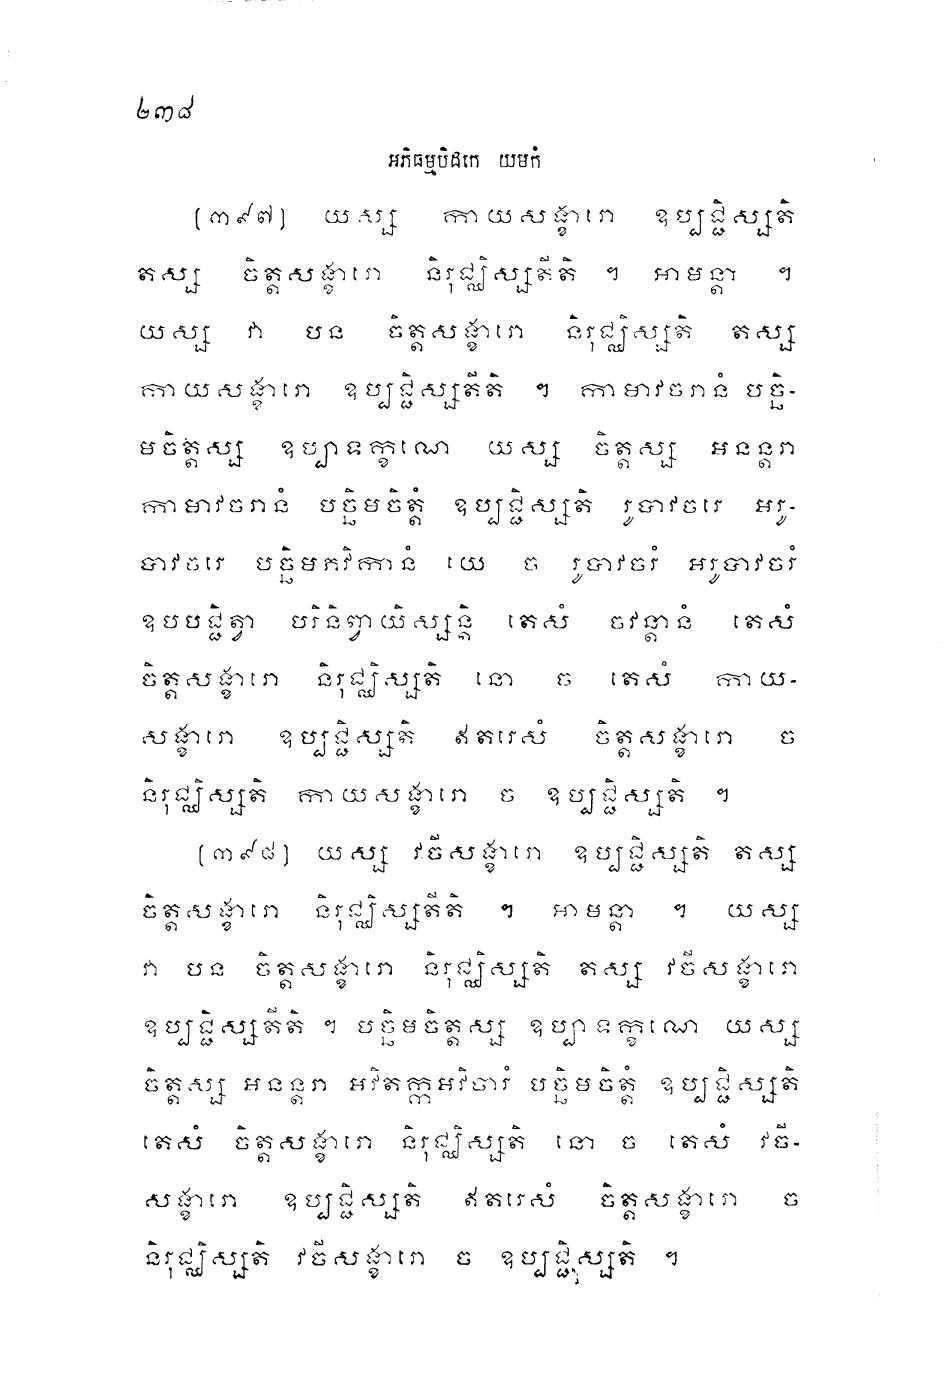 ២៣៨
អភិធម្មបិដកេ យមកំ
(៣៩៧) យស្ស កាយសង្ខារោ ឧប្បជ្ជិស្សតិ
តស្ស ចិត្តសង្ខារោ និរុជ្ឈិស្សតីតិ ។ អាមន្តា ។
យស្ស វា បន ចិត្តសង្ខារោ និរុជ្ឈិស្សតិ តស្ស
កាយសង្ខារោ ឧប្បជ្ជិស្សតីតិ ។ កាមាវចរានំ បច្ឆិ-
មចិត្តស្ស ឧប្បាទក្ខណេ យស្ស ចិត្តស្ស អនន្តរា
កាមាវចរានំ បច្ឆិមចិត្តំ ឧប្បជ្ជិស្សតិ រូបាវចរេ អរូ-
បាវចរេ បច្ឆិមភវិកានំ យេ ច រូបាវចរំ អរូបាវចរំ
ឧបបជ្ជិត្វា បរិនិព្វាយិស្សន្តិ តេសំ ចវន្តានំ តេសំ
ចិត្តសង្ខារោ និរុជ្ឈិស្សតិ នោ ច តេសំ កាយ-
សង្ខារោ ឧប្បជ្ជិស្សតិ ឥតរេសំ ចិត្តសង្ខារោ ច
និរុជ្ឈិស្សតិ កាយសង្ខារោ ច ឧប្បជ្ជិស្សតិ ។
(៣៩៨) យស្ស វចីសង្ខារោ ឧប្បជ្ជិស្សតិ តស្ស
ចិត្តសង្ខារោ និរុជ្ឈិស្សតីតិ ។ អាមន្តា ។ យស្ស
វា បន ចិត្តសង្ខារោ និរុជ្ឈិស្សតិ តស្ស វចីសង្ខារោ
ឧប្បជ្ជិស្សតីតិ ។ បច្ឆិមចិត្តស្ស ឧប្បាទក្ខណេ យស្ស
ចិត្តស្ស អនន្តរា អវិតក្កអវិចារំ បច្ឆិមចិត្តំ ឧប្បជ្ជិស្សតិ
តេសំ ចិត្តសង្ខារោ និរុជ្ឈិស្សតិ នោ ច តេសំ វចី-
សង្ខារោ ឧប្បជ្ជិស្សតិ ឥតរេសំ ចិត្តសង្ខារោ ច
និរុជ្ឈិស្សតិ វចីសង្ខារោ ច ឧប្បជ្ជិស្សតិ ។